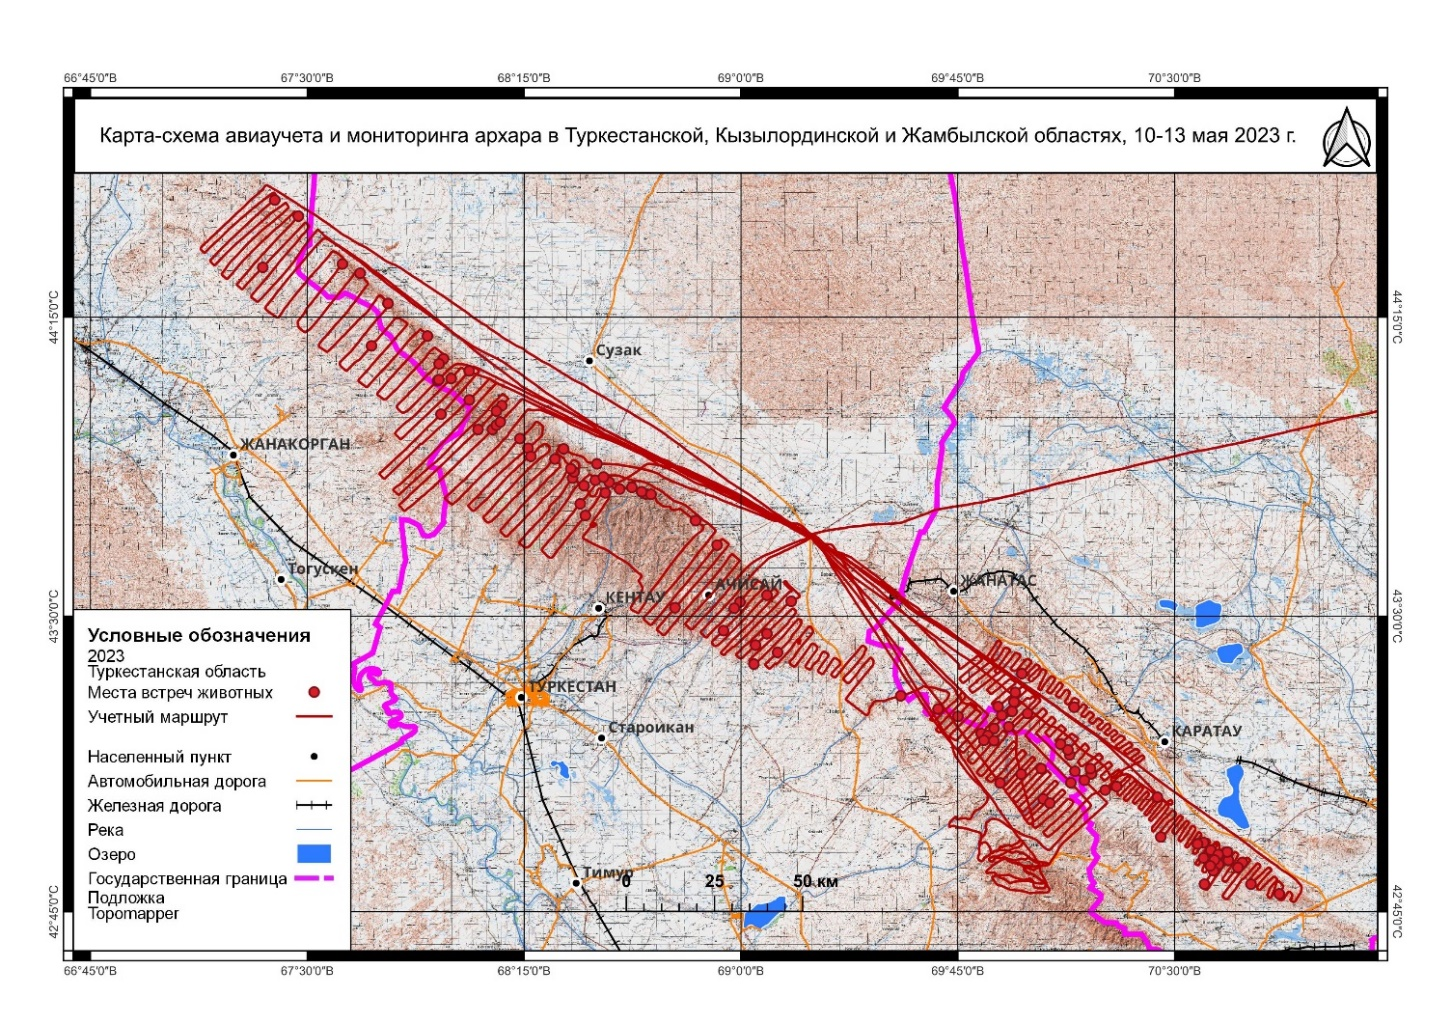 66°45'0"В 67°30'0"В 68°15'0"В 69°0'0"В 69°45'0"В 70°30'0"В
Карта-схема авиаучета и мониторинга архара в Туркестанской, Кызылординской и Жамбылской областях, 10-13 мая 2023 г.
44°15'0"С 44°15'0"С
Сузак
ЖАНАКОРГАН
Тогускен
АЧИСАЙ
ЖАНАТАС
КЕНТАУ
43°30'0"С 43°30'0"С
ТУРКЕСТАН
Староикан
КАРАТАУ
Тимур
0 25 50 км
Условные обозначения
2023
Туркестанская область
Места встреч животных
Учетный маршрут
Населенный пункт
Автомобильная дорога
Железная дорога
Река
Озеро
Государственная граница
Подложка
Topomapper
42°45'0"С 42°45'0"С
66°45'0"В 67°30'0"В 68°15'0"В 69°0'0"В 69°45'0"В 70°30'0"В